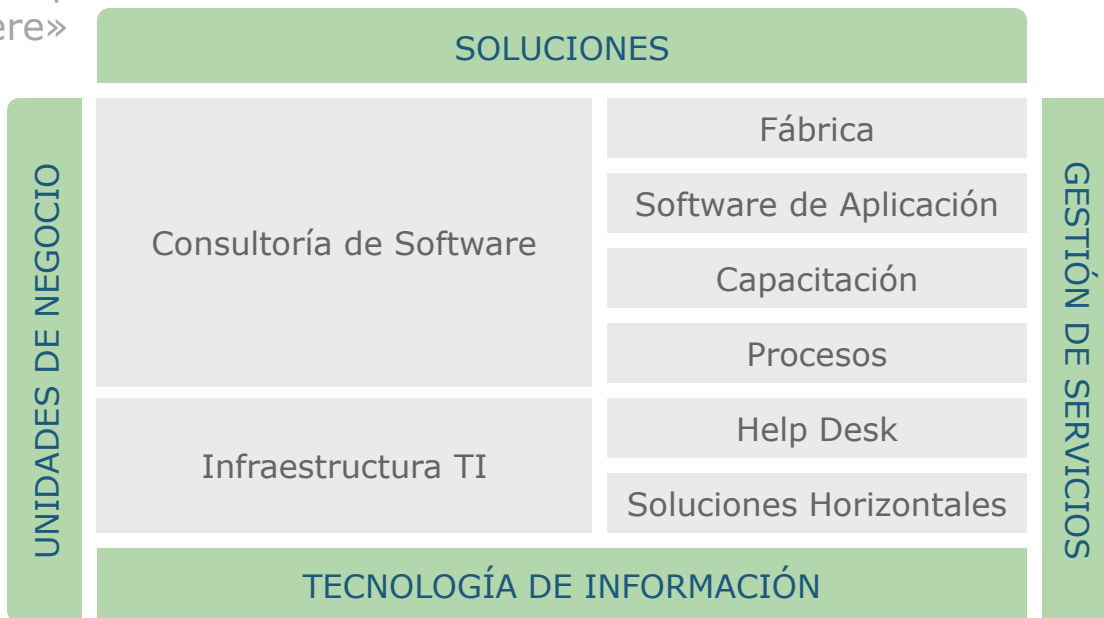 ere»
SOLUCIONES
UNIDADES DE NEGOCIO
Consultoría de Software
Infraestructura TI
Fábrica
Software de Aplicación
Capacitación
Procesos
Help Desk
Soluciones Horizontales
GESTIÓN DE SERVICIOS
TECNOLOGÍA DE INFORMACIÓN